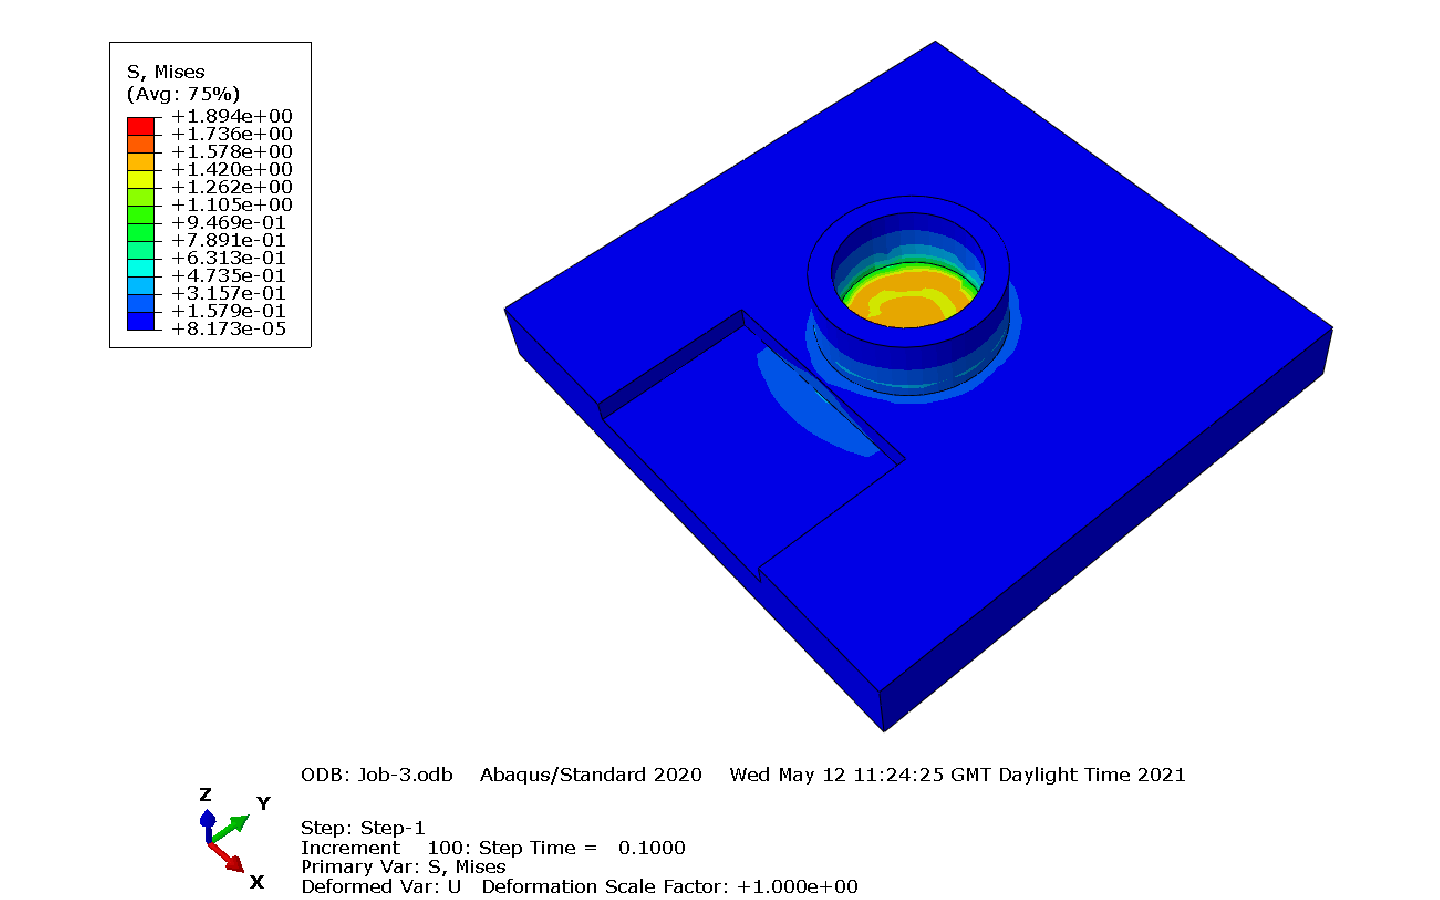 S, Mises
(Avg: 75%)
+1.894e+00
+1.736e+00
+1.578e+00
+1.420e+00
+1.262e+00
+1.105e+00
+9.469e-01
+7.891e-01
+6.313e-01
+4.735e-01
+3.157e-01
+1.579e-01
+8.173e-05
ODB: Job-3.odb Abaqus/Standard 2020 Wed May 12 11:24:25 GMT Daylight Time 2021
Z
Y
X
Step: Step-1
Increment 100: Step Time = 0.1000
Primary Var: S, Mises
Deformed Var: U Deformation Scale Factor: +1.000e+00